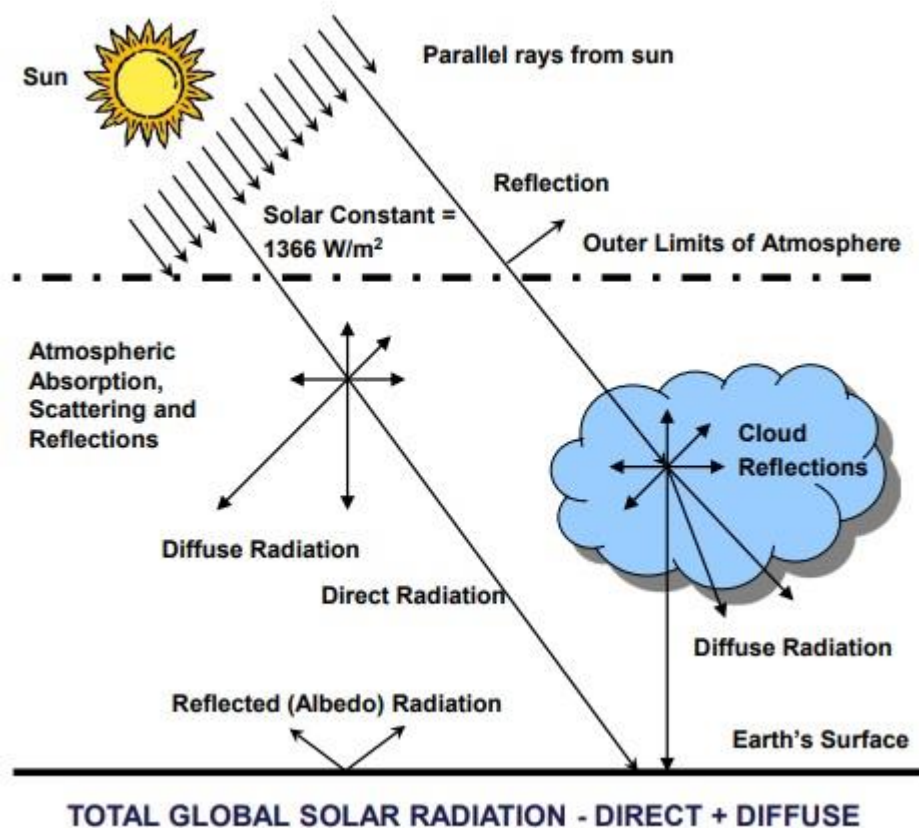 Parallel rays from sun
Sun
Reflection
Solar Constant =
1366 W/m²
Outer Limits of Atmosphere
Atmospheric
Absorption,
Scattering and
Reflections
Cloud
Reflections
Diffuse Radiation
Direct Radiation
Diffuse Radiation
Reflected (Albedo) Radiation
Earth's Surface
TOTAL GLOBAL SOLAR RADIATION - DIRECT + DIFFUSE